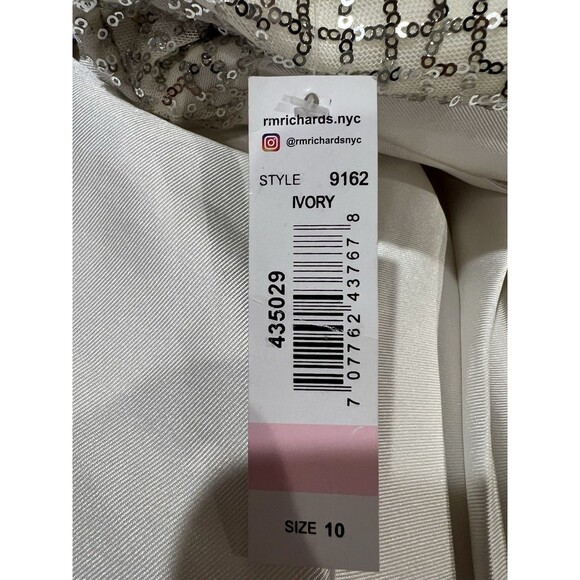 rmrichards.nyc
@rmrichardsnyc
STYLE 9162
IVORY
435029
7 07762 43767 8
SIZE 10